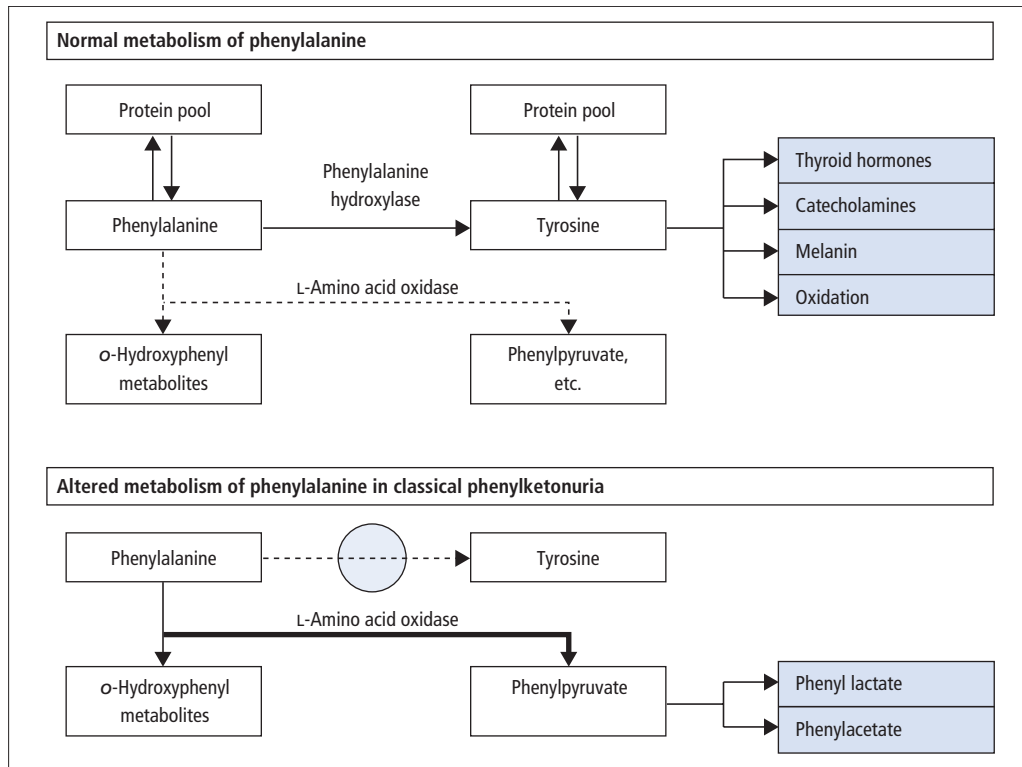 Normal metabolism of phenylalanine
Protein pool
Protein pool
Phenylalanine
hydroxylase
Thyroid hormones
Catecholamines
Melanin
Oxidation
Phenylalanine
Tyrosine
L-Amino acid oxidase
o-Hydroxyphenyl
metabolites
Phenylpyruvate,
etc.
Altered metabolism of phenylalanine in classical phenylketonuria
Phenylalanine
Tyrosine
L-Amino acid oxidase
o-Hydroxyphenyl
metabolites
Phenylpyruvate
Phenyl lactate
Phenylacetate